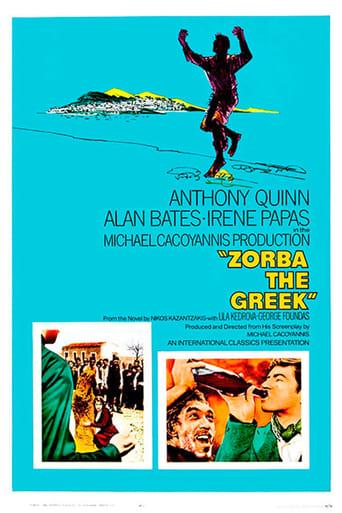 ANTHONY QUINN
ALAN BATES·IRENE PAPAS
in the
MICHAEL CACOYANNIS PRODUCTION
"ZORBA
THE
GREEK"
From the Novel by NIKOS KAZANTZAKIS-with LILA KEDROVA-GEORGE FOUNDAS
Produced and Directed from His Screenplay by
MICHAEL CACOYANNIS
AN INTERNATIONAL CLASSICS PRESENTATION